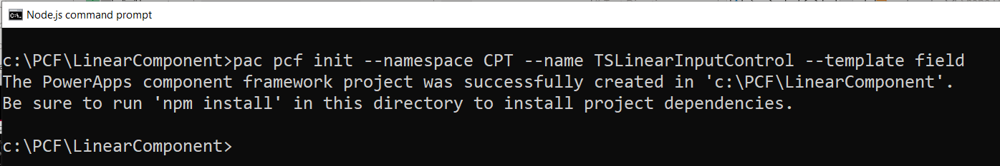 Node.js command prompt
c:\PCF\LinearComponent>pac pcf init --namespace CPT --name TSLinearInputControl --template field
The PowerApps component framework project was successfully created in 'c:\PCF\LinearComponent'.
Be sure to run 'npm install' in this directory to install project dependencies.
c:\PCF\LinearComponent>